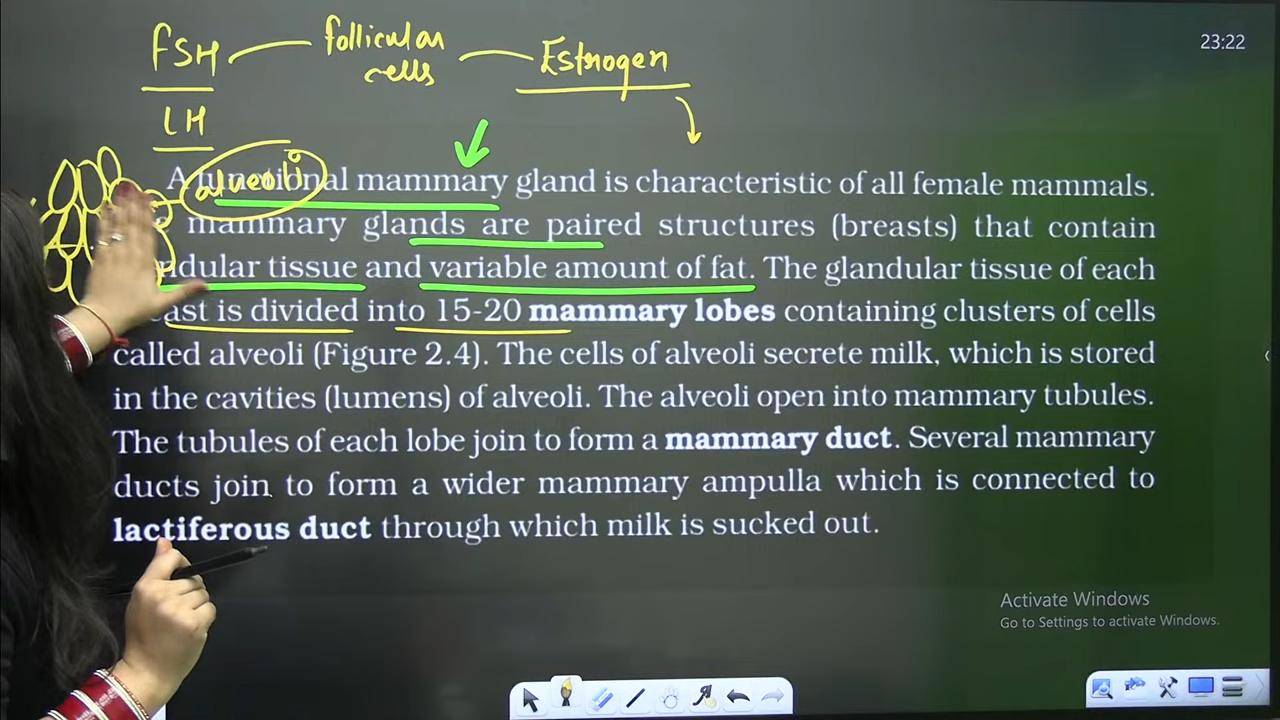 FSH
follicular
cells
Estrogen
23:22
LH
alveoli
A functional mammary gland is characteristic of all female mammals.
mammary glands are paired structures (breasts) that contain
glandular tissue and variable amount of fat. The glandular tissue of each
breast is divided into 15-20 mammary lobes containing clusters of cells
called alveoli (Figure 2.4). The cells of alveoli secrete milk, which is stored
in the cavities (lumens) of alveoli. The alveoli open into mammary tubules.
The tubules of each lobe join to form a mammary duct. Several mammary
ducts join to form a wider mammary ampulla which is connected to
lactiferous duct through which milk is sucked out.
Activate Windows
Go to Settings to activate Windows.